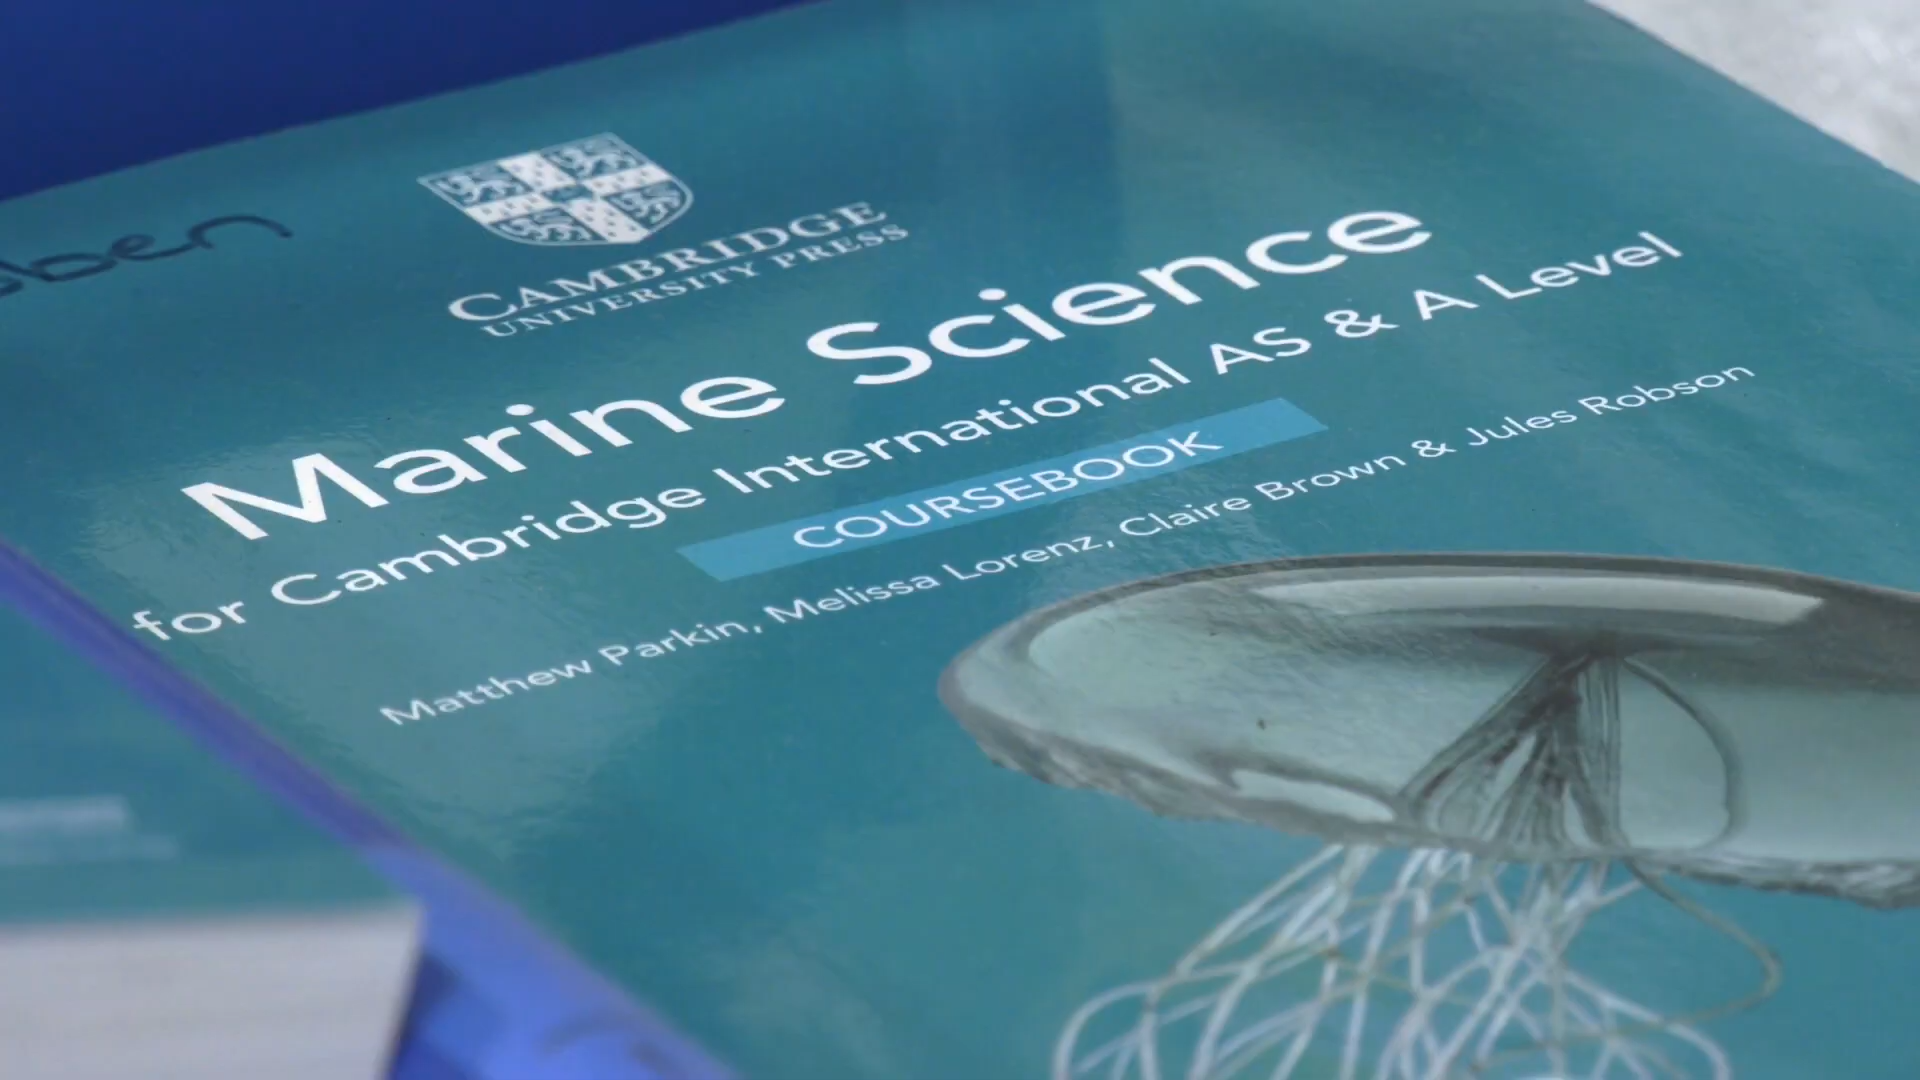 CAMBRIDGE
UNIVERSITY PRESS
Marine Science
for Cambridge International AS & A Level
COURSEBOOK
Matthew Parkin, Melissa Lorenz, Claire Brown & Jules Robson